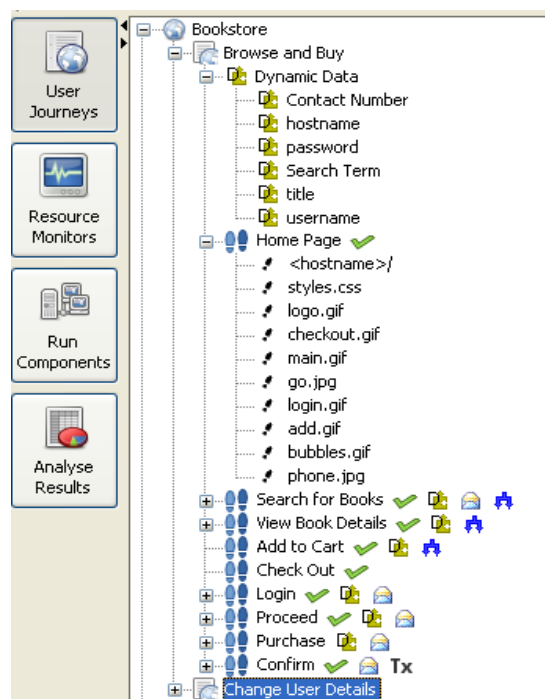 User
Journeys
Resource
Monitors
Run
Components
Analyse
Results
Bookstore
Browse and Buy
Dynamic Data
Contact Number
hostname
password
Search Term
title
username
Home Page
<hostname>/
styles.css
logo.gif
checkout.gif
main.gif
go.jpg
login.gif
add.gif
bubbles.gif
phone.jpg
Search for Books
View Book Details
Add to Cart
Check Out
Login
Proceed
Purchase
Confirm Tx
Change User Details